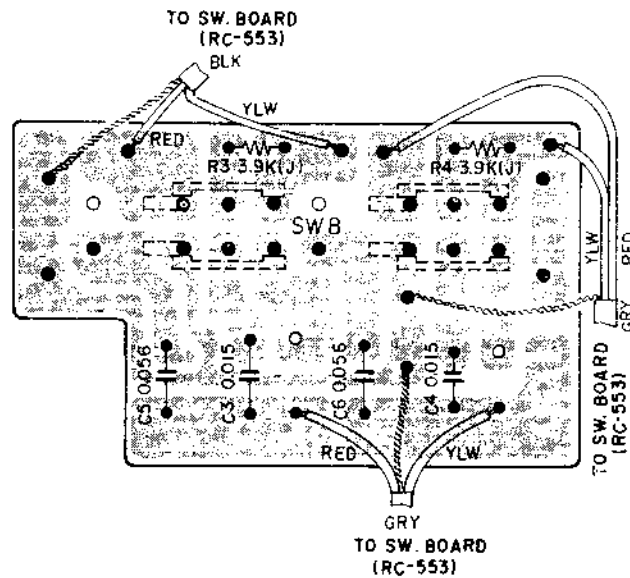 TO SW. BOARD
(RC-553)
BLK
YLW
RED
R3 3.9K(J)
R4 3.9K(J)
SW8
YLW
RED
GRY
TO SW. BOARD
(RC-553)
C5 0.056
C3 0.015
C6 0.056
C4 0.015
RED
YLW
GRY
TO SW. BOARD
(RC-553)